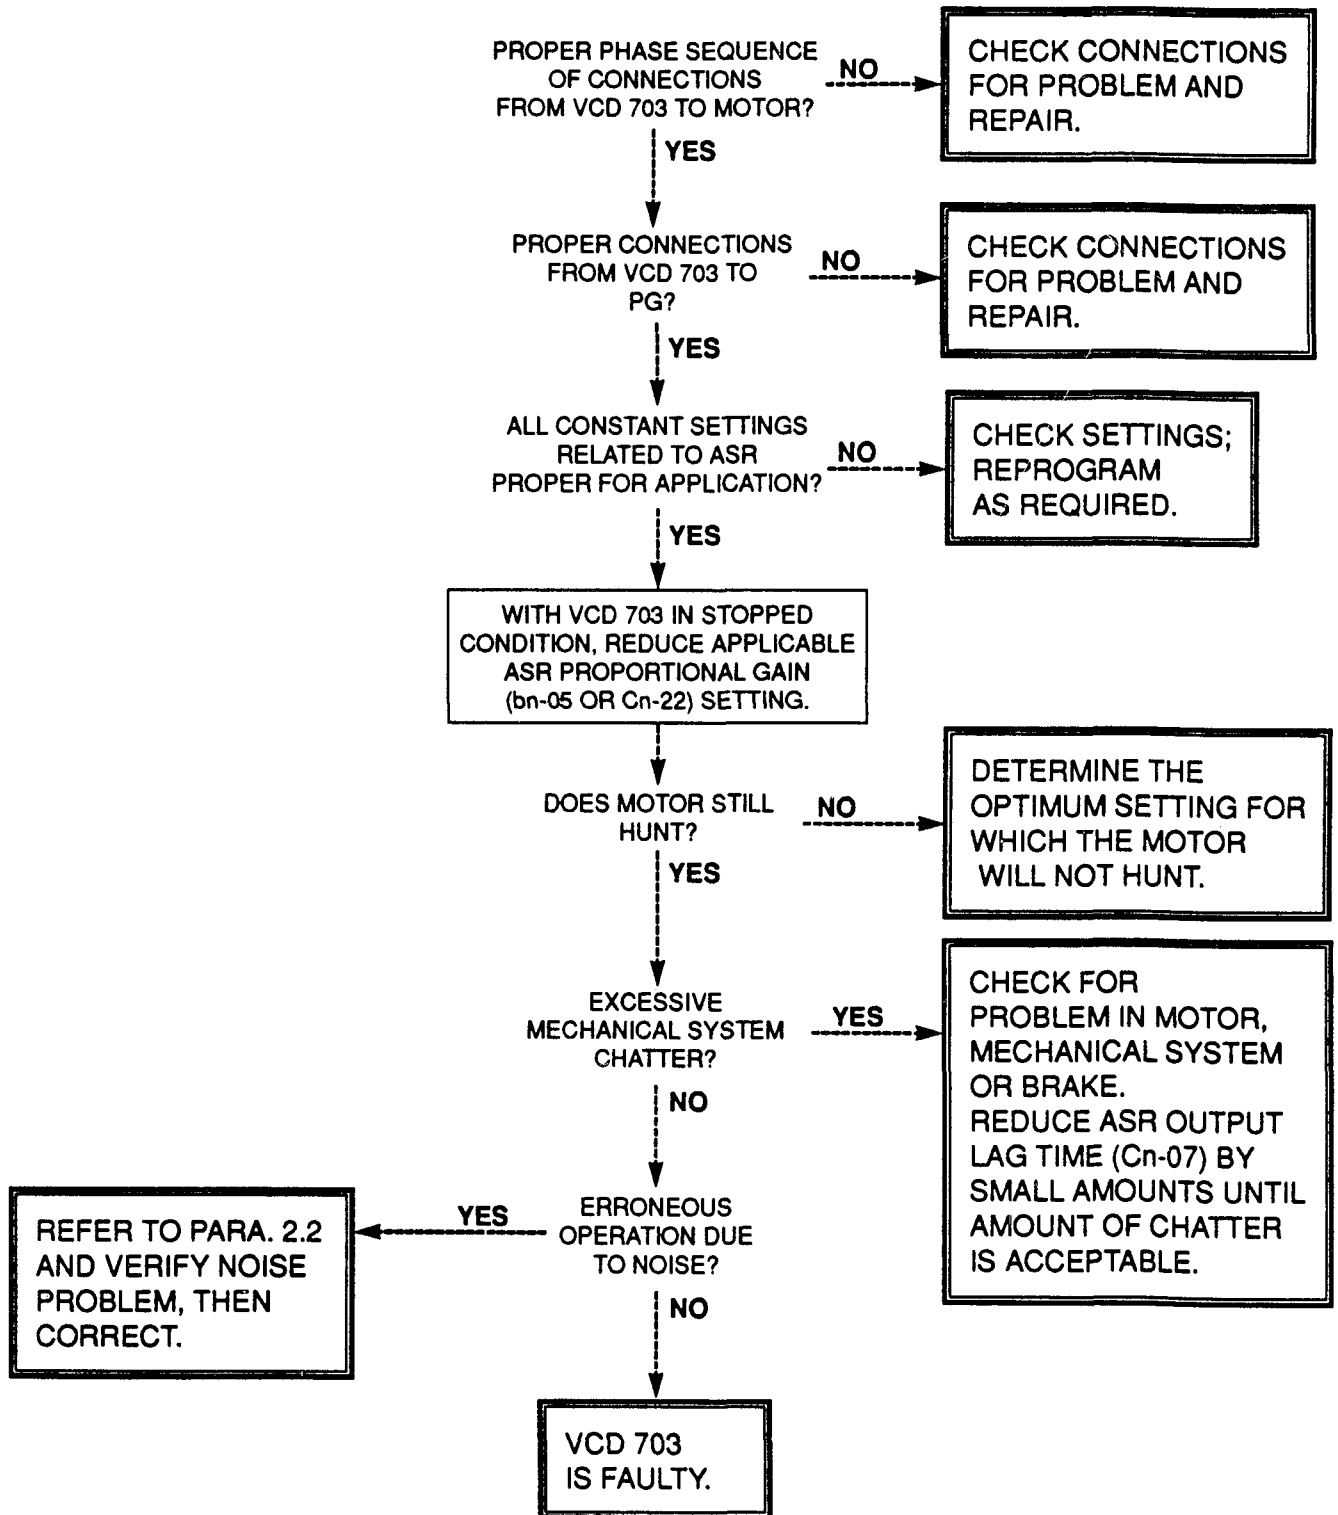 PROPER PHASE SEQUENCE
OF CONNECTIONS
FROM VCD 703 TO MOTOR?
NO
CHECK CONNECTIONS
FOR PROBLEM AND
REPAIR.
YES
PROPER CONNECTIONS
FROM VCD 703 TO
PG?
NO
CHECK CONNECTIONS
FOR PROBLEM AND
REPAIR.
YES
ALL CONSTANT SETTINGS
RELATED TO ASR
PROPER FOR APPLICATION?
NO
CHECK SETTINGS;
REPROGRAM
AS REQUIRED.
YES
WITH VCD 703 IN STOPPED
CONDITION, REDUCE APPLICABLE
ASR PROPORTIONAL GAIN
(bn-05 OR Cn-22) SETTING.
DOES MOTOR STILL
HUNT?
NO
DETERMINE THE
OPTIMUM SETTING FOR
WHICH THE MOTOR
WILL NOT HUNT.
YES
EXCESSIVE
MECHANICAL SYSTEM
CHATTER?
YES
CHECK FOR
PROBLEM IN MOTOR,
MECHANICAL SYSTEM
OR BRAKE.
REDUCE ASR OUTPUT
LAG TIME (Cn-07) BY
SMALL AMOUNTS UNTIL
AMOUNT OF CHATTER
IS ACCEPTABLE.
NO
ERRONEOUS
OPERATION DUE
TO NOISE?
YES
REFER TO PARA. 2.2
AND VERIFY NOISE
PROBLEM, THEN
CORRECT.
NO
VCD 703
IS FAULTY.